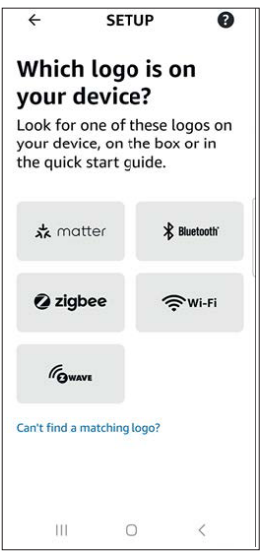 SETUP
Which logo is on
your device?
Look for one of these logos on
your device, on the box or in
the quick start guide.
matter
Bluetooth
zigbee
Wi-Fi
ZWAVE
Can't find a matching logo?